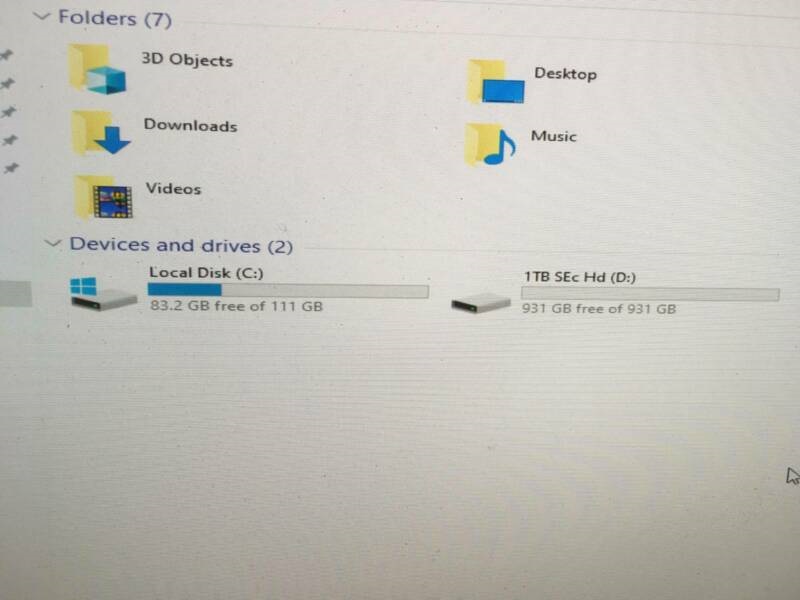 Folders (7)
3D Objects
Desktop
Downloads
Music
Videos
Devices and drives (2)
Local Disk (C:)
83.2 GB free of 111 GB
1TB SEc Hd (D:)
931 GB free of 931 GB